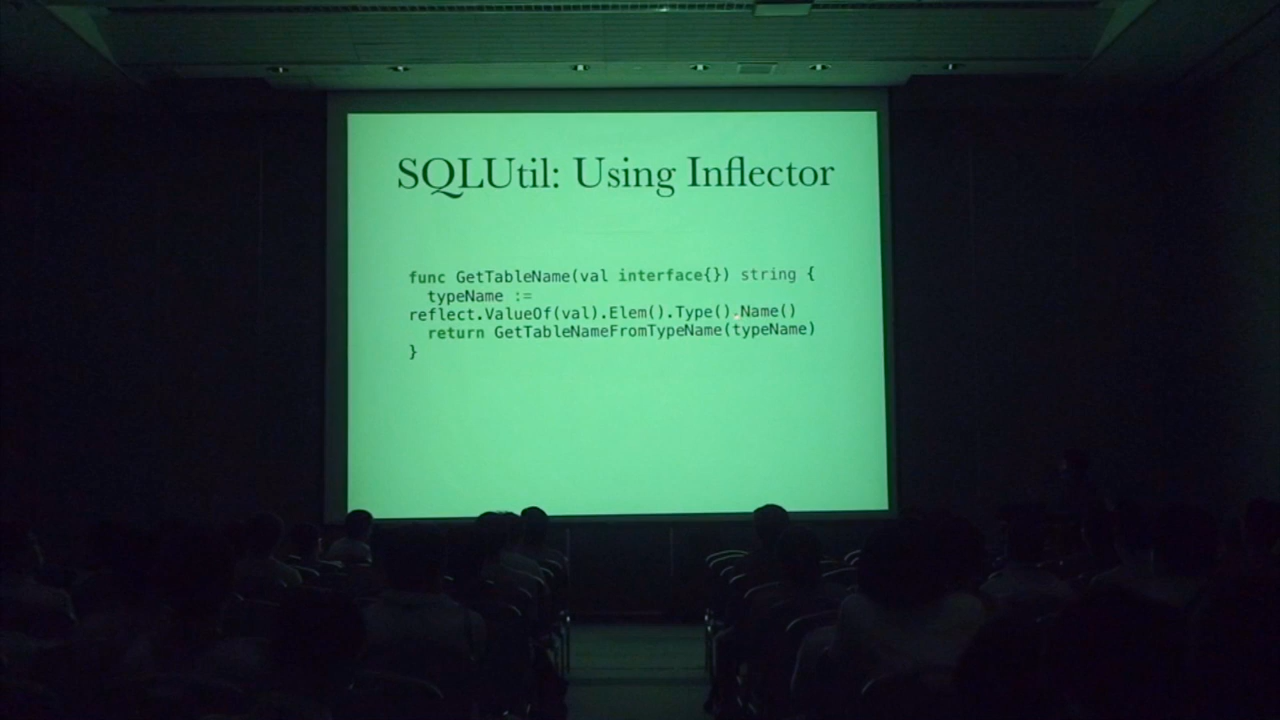 SQLUtil: Using Inflector
func GetTableName(val interface{}) string {
typeName :=
reflect.ValueOf(val).Elem().Type().Name()
return GetTableNameFromTypeName(typeName)
}